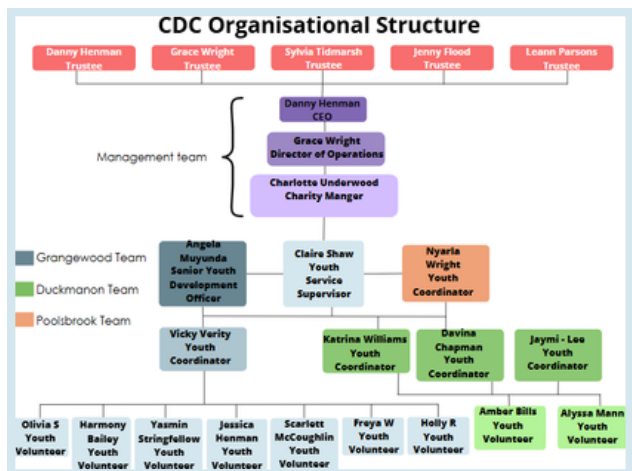 CDC Organisational Structure
Danny Henman
Trustee
Grace Wright
Trustee
Sylvia Tidmarsh
Trustee
Jenny Flood
Trustee
Leann Parsons
Trustee
Danny Henman
CEO
Management team
Grace Wright
Director of Operations
Charlotte Underwood
Charity Manger
Grangewood Team
Duckmanon Team
Poolsbrook Team
Angela
Muyunda
Senior Youth
Development
Officer
Claire Shaw
Youth
Service
Supervisor
Nyarla
Wright
Youth
Coordinator
Vicky Verity
Youth
Coordinator
Katrina Williams
Youth
Coordinator
Davina
Chapman
Youth
Coordinator
Jaymi - Lee
Youth
Coordinator
Olivia S
Youth
Volunteer
Harmony
Bailey
Youth
Volunteer
Yasmin
Stringfellow
Youth
Volunteer
Jessica
Henman
Youth
Volunteer
Scarlett
McCoughlin
Youth
Volunteer
Freya W
Youth
Volunteer
Holly R
Youth
Volunteer
Amber Bills
Youth
Volunteer
Alyssa Mann
Youth
Volunteer